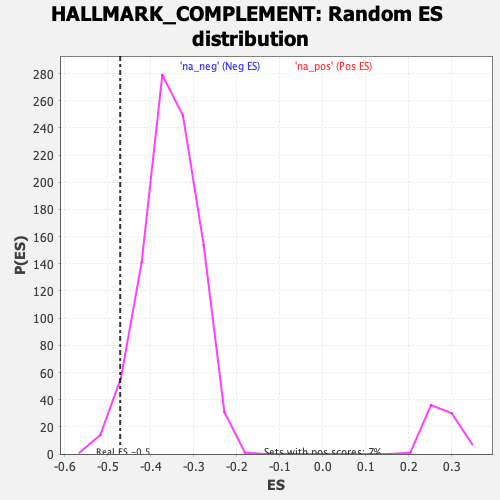 HALLMARK_COMPLEMENT: Random ES
distribution
'na_neg' (Neg ES) 'na_pos' (Pos ES)
280
260
240
220
200
180
160
140
120
100
80
60
40
20
0
P(ES)
Real ES -0.5 Sets with pos scores: 7%
-0.6 -0.5 -0.4 -0.3 -0.2 -0.1 0.0 0.1 0.2 0.3
ES